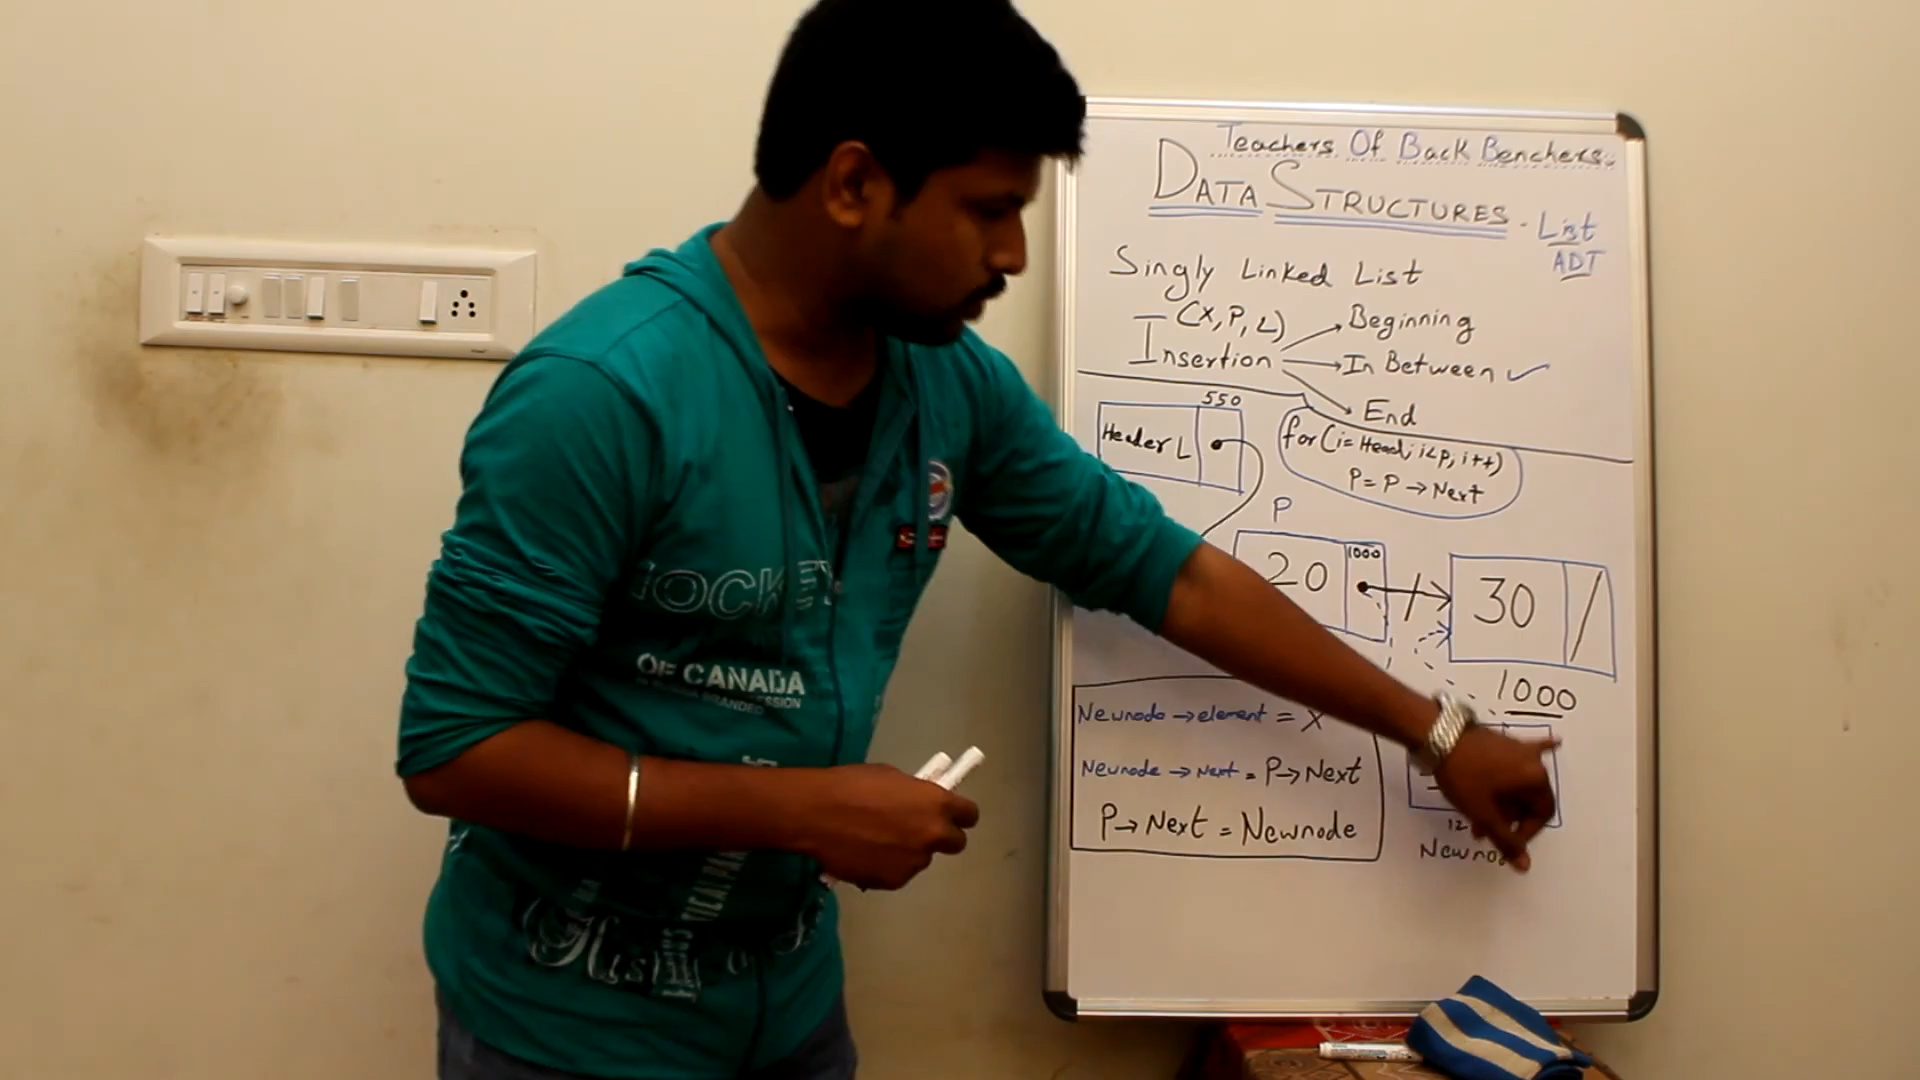 Teachers Of Back Benchers.
DATA STRUCTURES - List
ADT
Singly Linked List
(X, P, L)
Insertion
Beginning
In Between ✓
End
550
Header L
for(i=Head; i<p, i++)
P = P → Next
P
20
1000
30
1000
Newnode → element = X
Newnode → Next = P → Next
P → Next = Newnode
JOCKEY
OF CANADA